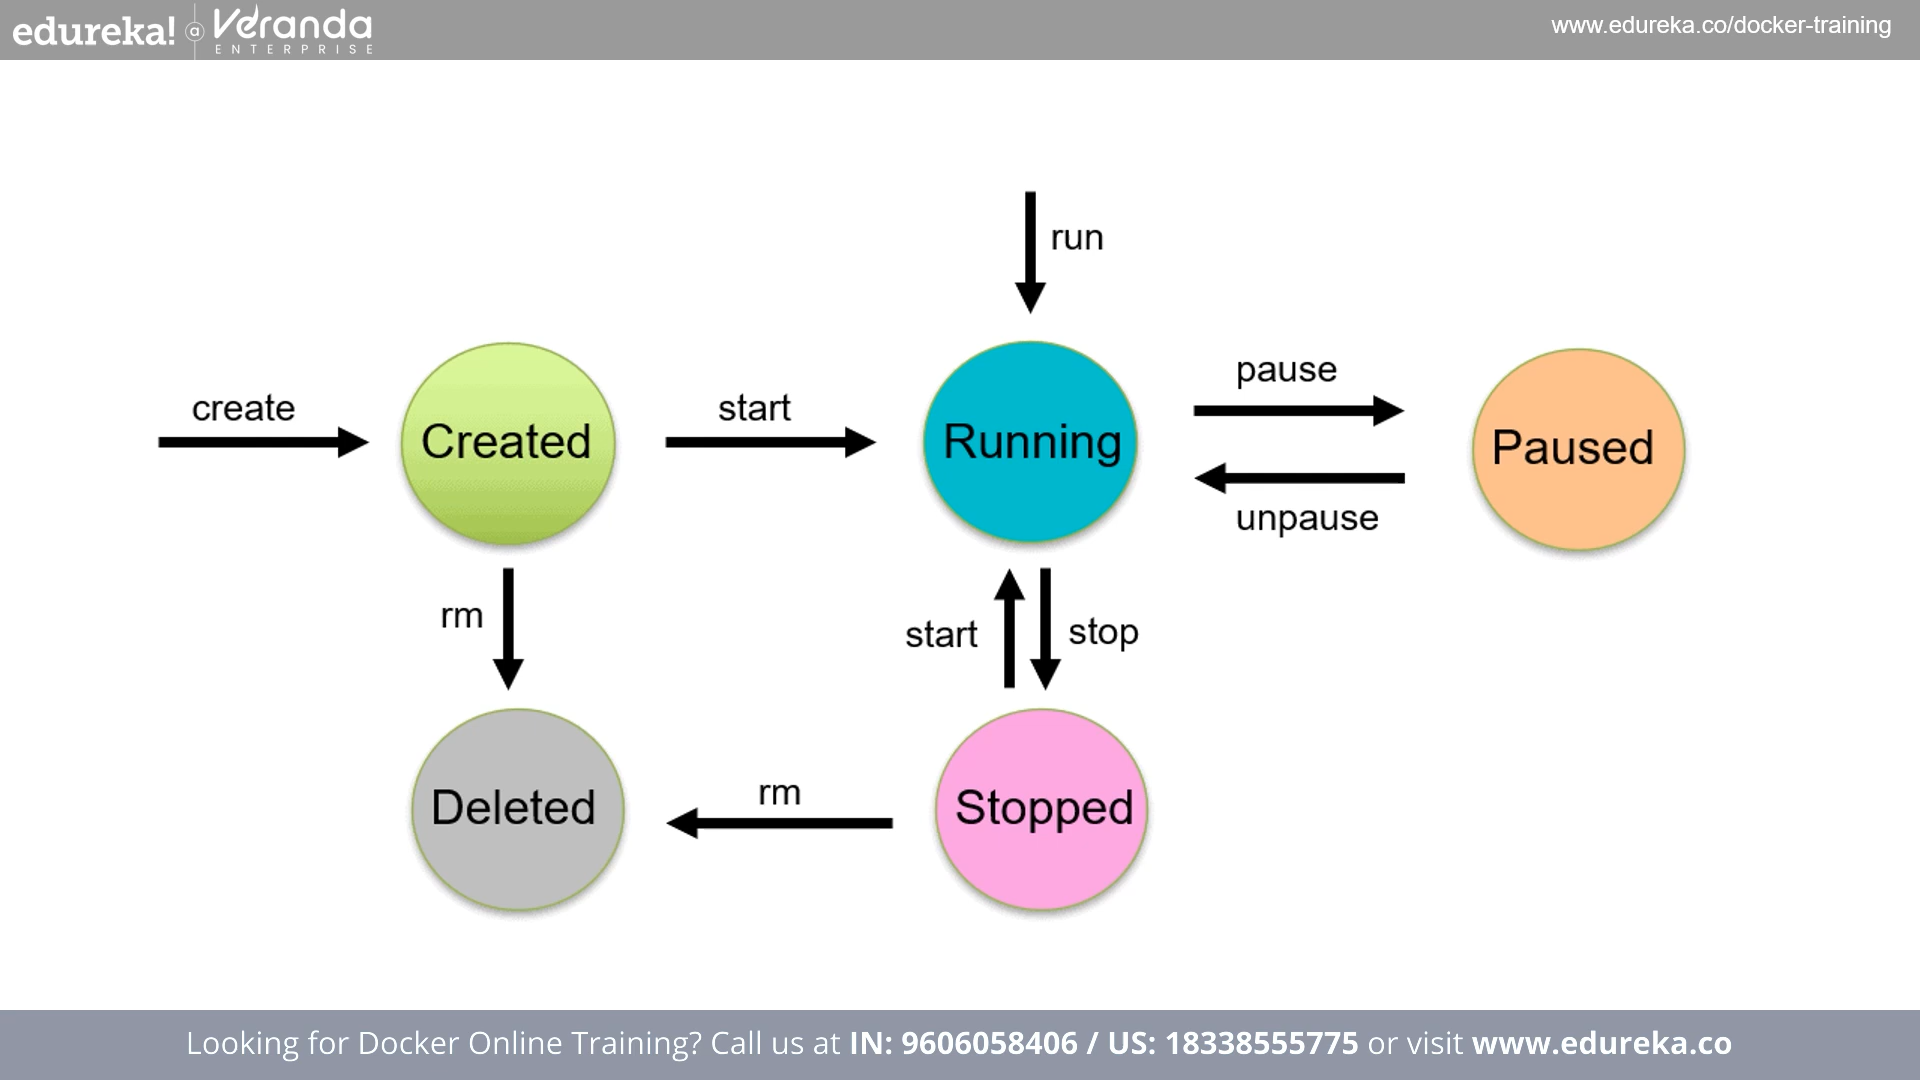 edureka! a Veranda
ENTERPRISE
www.edureka.co/docker-training
run
create
Created
start
Running
pause
unpause
Paused
rm
start
stop
Deleted
rm
Stopped
Looking for Docker Online Training? Call us at IN: 9606058406 / US: 18338555775 or visit www.edureka.co